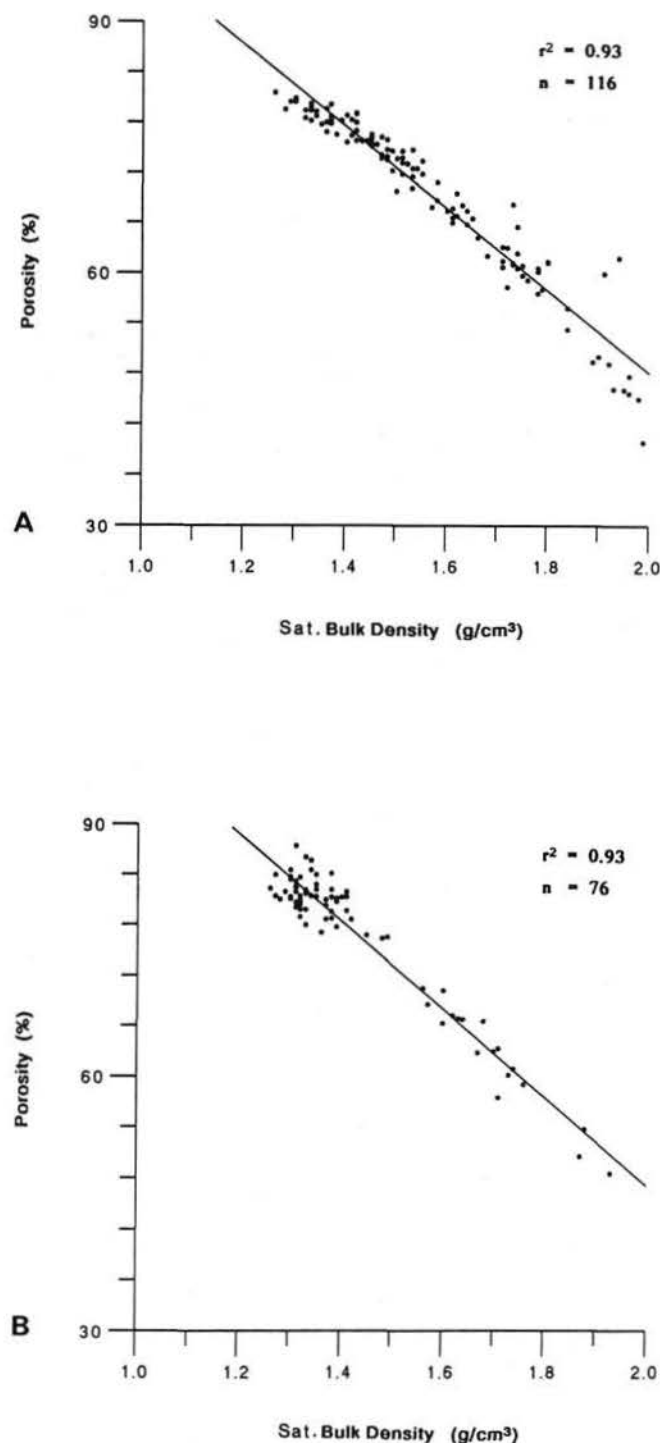 90
r² = 0.93
n = 116
Porosity (%)
60
A
30
1.0 1.2 1.4 1.6 1.8 2.0
Sat. Bulk Density (g/cm³)
90
r² = 0.93
n = 76
Porosity (%)
60
B
30
1.0 1.2 1.4 1.6 1.8 2.0
Sat. Bulk Density (g/cm³)